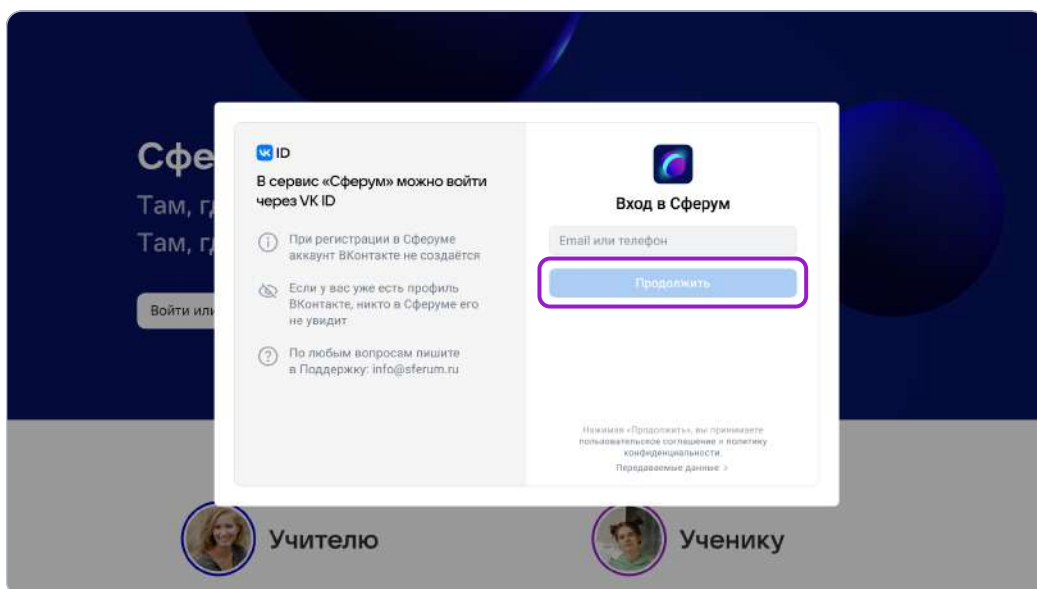 Сфе
Там, г
Там, г
Войти или
VK ID
В сервис «Сферум» можно войти
через VK ID
При регистрации в Сферуме
аккаунт ВКонтакте не создаётся
Если у вас уже есть профиль
ВКонтакте, никто в Сферуме его
не увидит
По любым вопросам пишите
в Поддержку: info@sferum.ru
Вход в Сферум
Email или телефон
Продолжить
Нажимая «Продолжить», вы принимаете
пользовательское соглашение и политику
конфиденциальности.
Передаваемые данные >
Учителю
Ученику